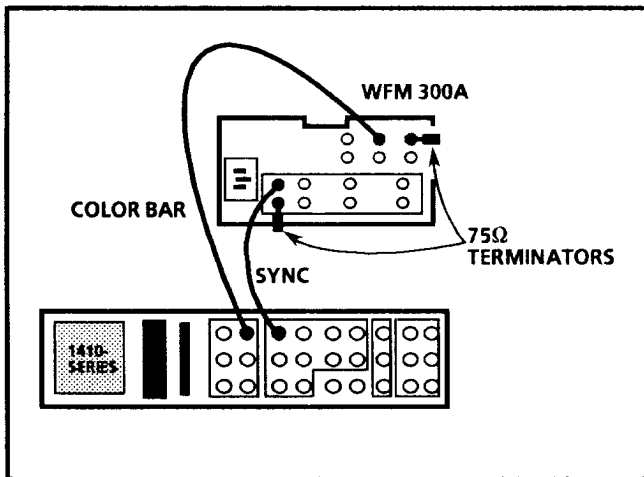 WFM 300A
COLOR BAR
75Ω
TERMINATORS
SYNC
1410-
SERIES